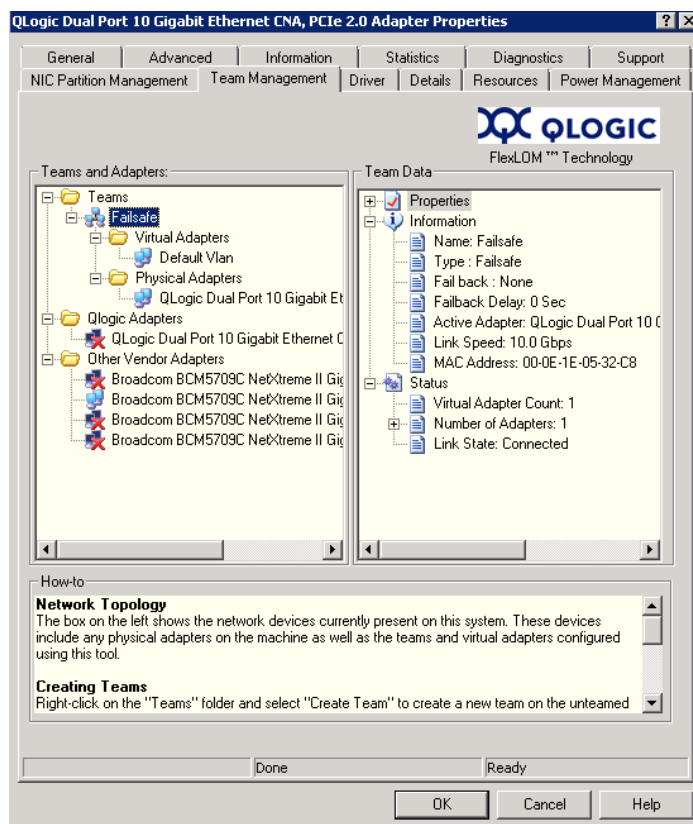 QLogic Dual Port 10 Gigabit Ethernet CNA, PCIe 2.0 Adapter Properties
General Advanced Information Statistics Diagnostics Support
NIC Partition Management Team Management Driver Details Resources Power Management
QLOGIC
FlexLOM ™ Technology
Teams and Adapters:
Teams
Failsafe
Virtual Adapters
Default Vlan
Physical Adapters
QLogic Dual Port 10 Gigabit Et
Qlogic Adapters
QLogic Dual Port 10 Gigabit Ethernet C
Other Vendor Adapters
Broadcom BCM5709C NetXtreme II Gig
Broadcom BCM5709C NetXtreme II Gig
Broadcom BCM5709C NetXtreme II Gig
Broadcom BCM5709C NetXtreme II Gig
Team Data
Properties
Information
Name: Failsafe
Type : Failsafe
Fail back : None
Failback Delay: 0 Sec
Active Adapter: QLogic Dual Port 10 G
Link Speed: 10.0 Gbps
MAC Address: 00-0E-1E-05-32-C8
Status
Virtual Adapter Count: 1
Number of Adapters: 1
Link State: Connected
How-to
Network Topology
The box on the left shows the network devices currently present on this system. These devices
include any physical adapters on the machine as well as the teams and virtual adapters configured
using this tool.
Creating Teams
Right-click on the "Teams" folder and select "Create Team" to create a new team on the unteamed
Done Ready
OK Cancel Help